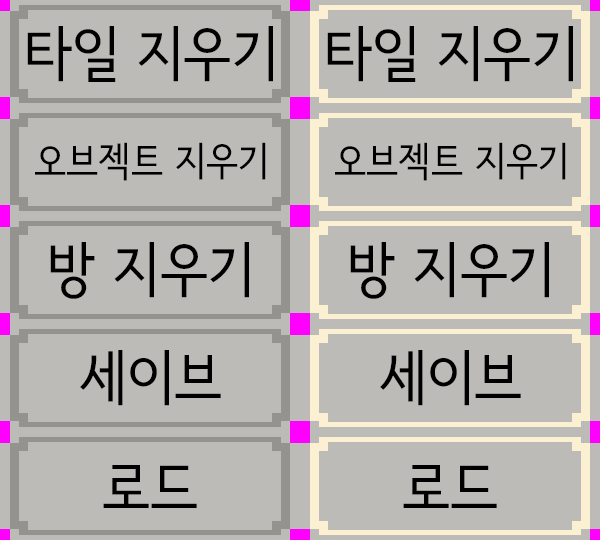 타일 지우기 타일 지우기
오브젝트 지우기 오브젝트 지우기
방 지우기 방 지우기
세이브 세이브
로드 로드